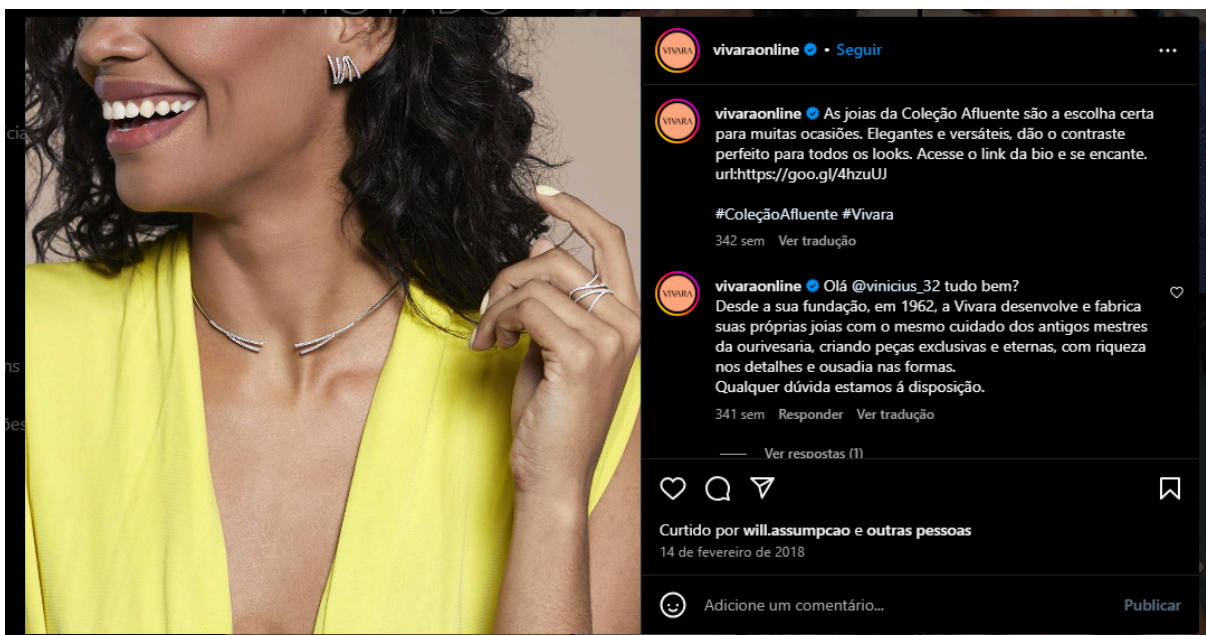 MOVADO
VIVARA
vivaraonline • Seguir
VIVARA
vivaraonline As joias da Coleção Afluente são a escolha certa
para muitas ocasiões. Elegantes e versáteis, dão o contraste
perfeito para todos os looks. Acesse o link da bio e se encante.
url:https://goo.gl/4hzuUJ
#ColeçãoAfluente #Vivara
342 sem Ver tradução
VIVARA
vivaraonline Olá @vinicius_32 tudo bem?
Desde a sua fundação, em 1962, a Vivara desenvolve e fabrica
suas próprias joias com o mesmo cuidado dos antigos mestres
da ourivesaria, criando peças exclusivas e eternas, com riqueza
nos detalhes e ousadia nas formas.
Qualquer dúvida estamos á disposição.
341 sem Responder Ver tradução
Ver respostas (1)
Curtido por will.assumpcao e outras pessoas
14 de fevereiro de 2018
Adicione um comentário... Publicar